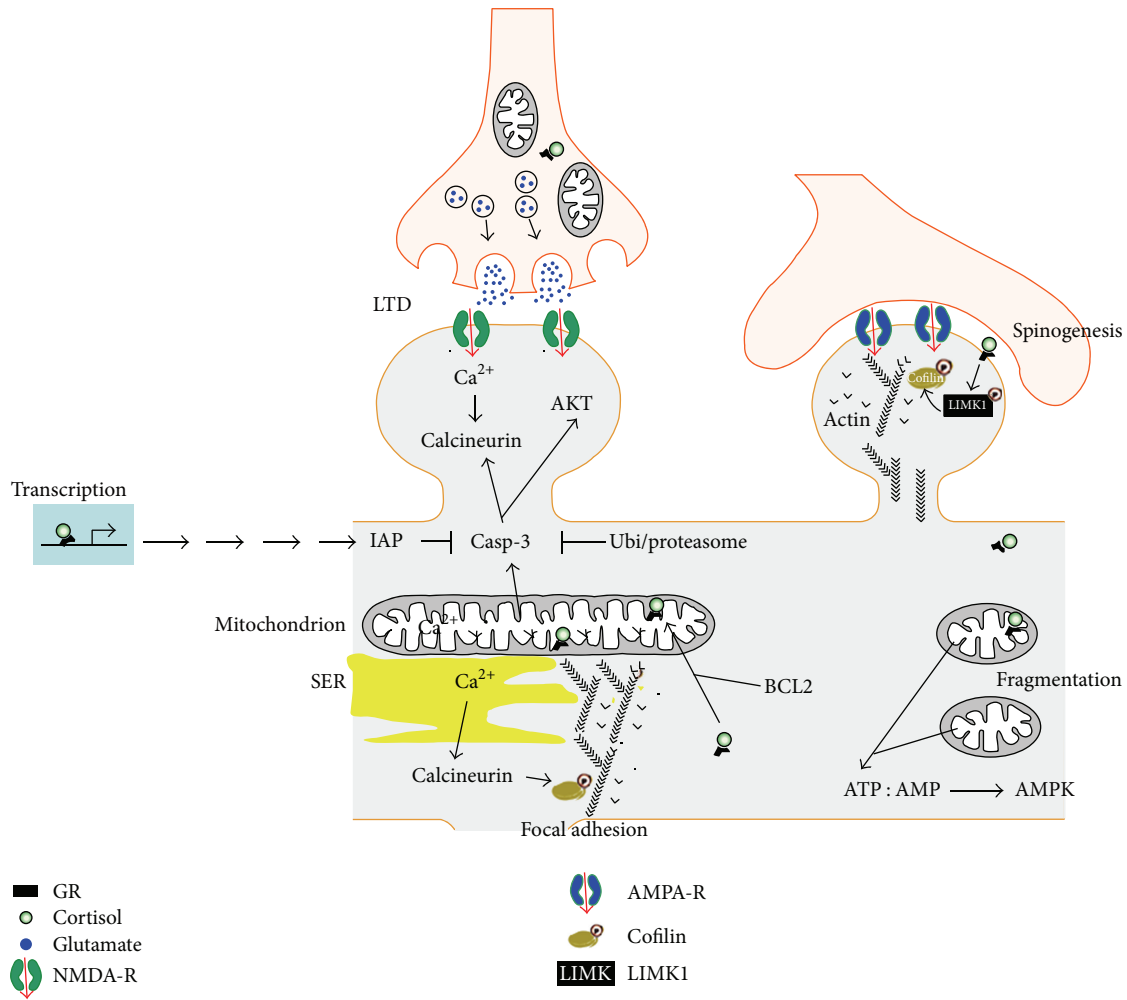 LTD
Ca2+
AKT
Calcineurin
Spinogenesis
Cofilin
LIMK1
Actin
Transcription
IAP
Casp-3
Ubi/proteasome
Mitochondrion
Ca2+
SER
Ca2+
BCL2
Fragmentation
Calcineurin
ATP : AMP
AMPK
Focal adhesion
GR
Cortisol
Glutamate
NMDA-R
AMPA-R
Cofilin
LIMK LIMK1